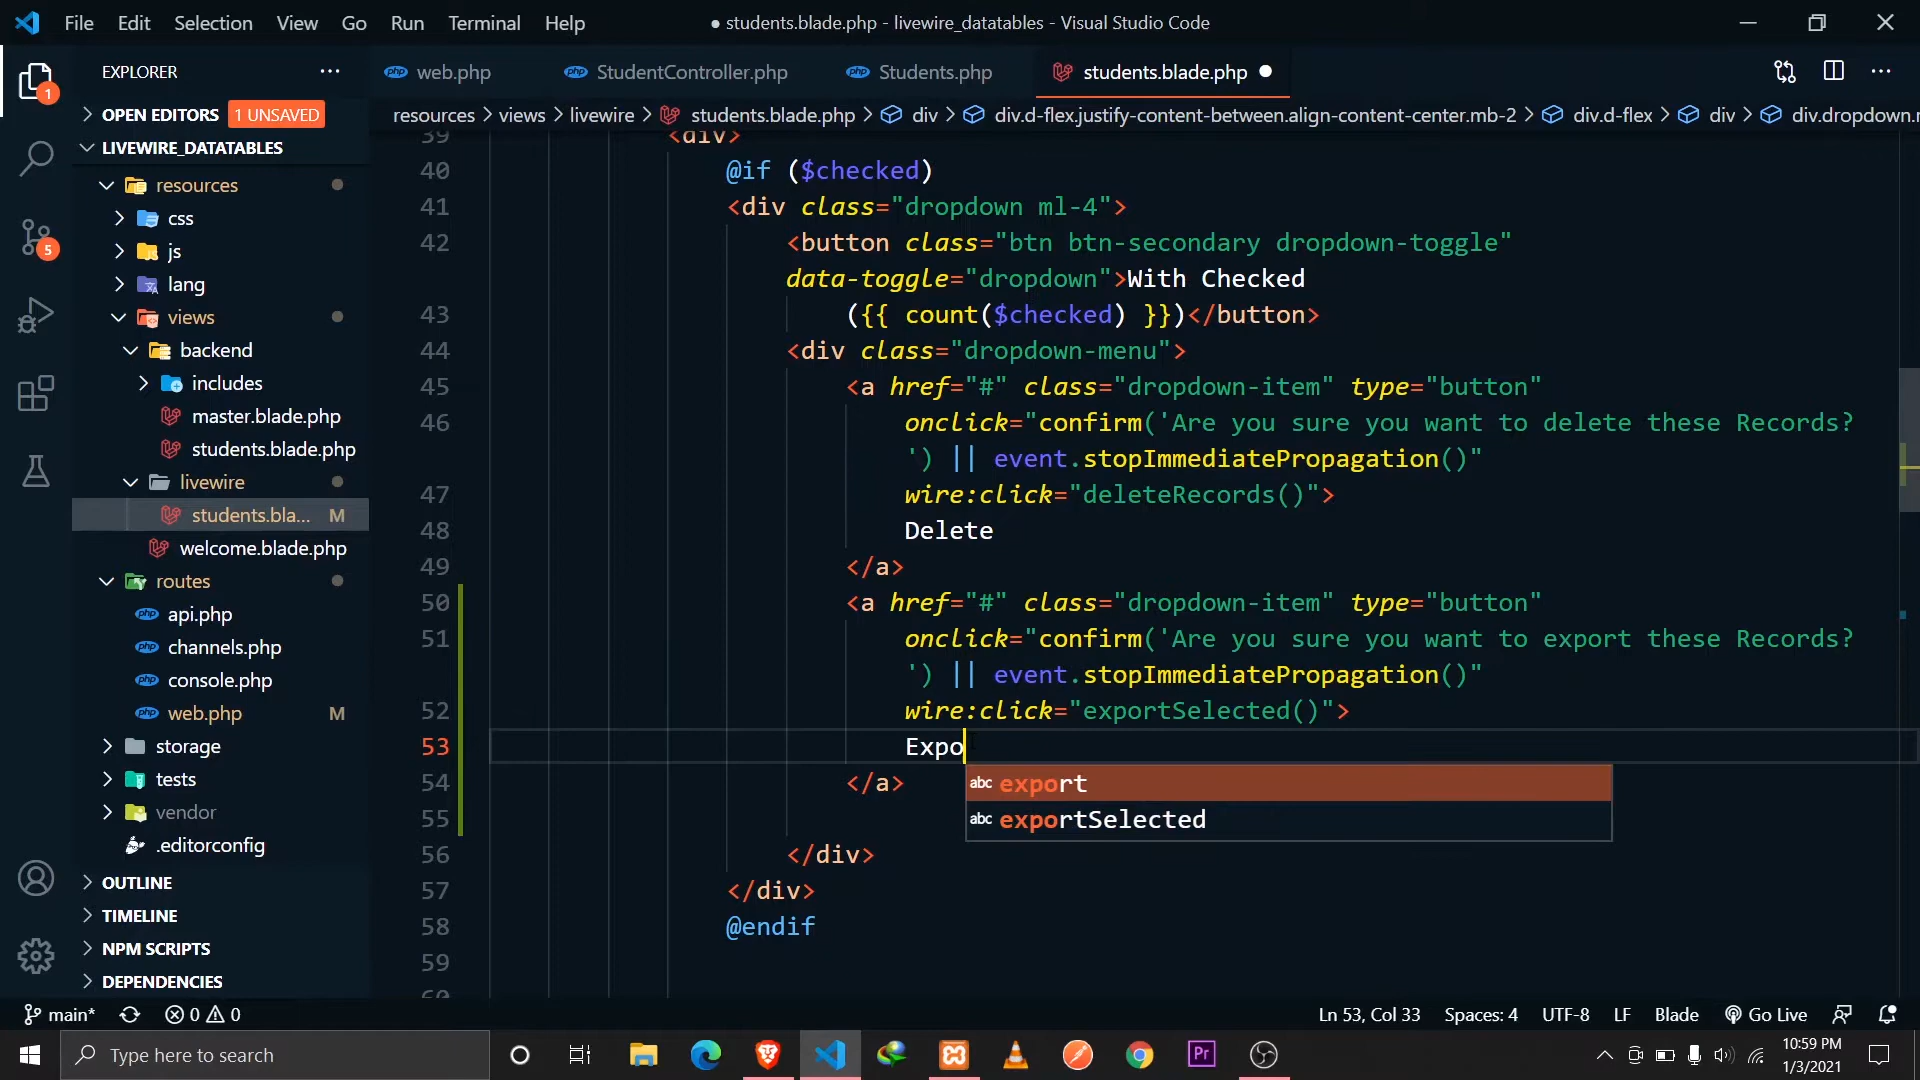 File Edit Selection View Go Run Terminal Help
● students.blade.php - livewire_datatables - Visual Studio Code
EXPLORER ···
web.php StudentController.php Students.php students.blade.php ●
OPEN EDITORS 1 UNSAVED
resources > views > livewire > students.blade.php > div > div.d-flex.justify-content-between.align-content-center.mb-2 > div.d-flex > div > div.dropdown.
LIVEWIRE_DATATABLES
resources
css
js
lang
views
backend
includes
master.blade.php
students.blade.php
livewire
students.bla... M
welcome.blade.php
routes
api.php
channels.php
console.php
web.php M
storage
tests
vendor
.editorconfig
OUTLINE
TIMELINE
NPM SCRIPTS
DEPENDENCIES
1
5
39 <div>
40 @if ($checked)
41 <div class="dropdown ml-4">
42 <button class="btn btn-secondary dropdown-toggle"
data-toggle="dropdown">With Checked
43 ({{ count($checked) }})</button>
44 <div class="dropdown-menu">
45 <a href="#" class="dropdown-item" type="button"
46 onclick="confirm('Are you sure you want to delete these Records?
') || event.stopImmediatePropagation()"
47 wire:click="deleteRecords()">
48 Delete
49 </a>
50 <a href="#" class="dropdown-item" type="button"
51 onclick="confirm('Are you sure you want to export these Records?
') || event.stopImmediatePropagation()"
52 wire:click="exportSelected()">
53 Expo
54 </a>
abc export
55
abc exportSelected
56 </div>
57 </div>
58 @endif
59
60
main* 0 0
Ln 53, Col 33 Spaces: 4 UTF-8 LF Blade Go Live
Type here to search
Pr
10:59 PM
1/3/2021